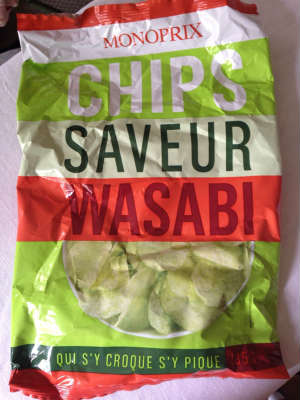 MONOPRIX
CHIPS
SAVEUR
WASABI
QUI S'Y CROQUE S'Y PIQUE